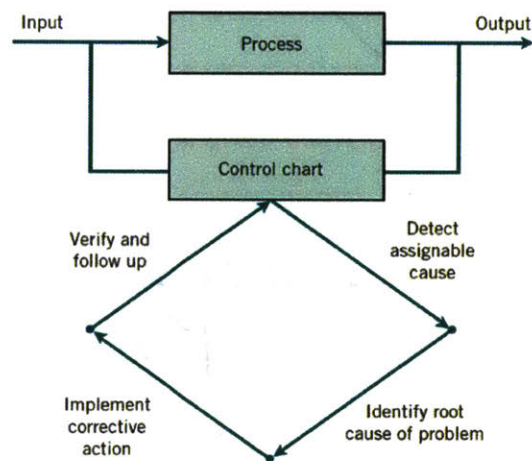 Input
Output
Process
Control chart
Verify and
follow up
Detect
assignable
cause
Implement
corrective
action
Identify root
cause of problem